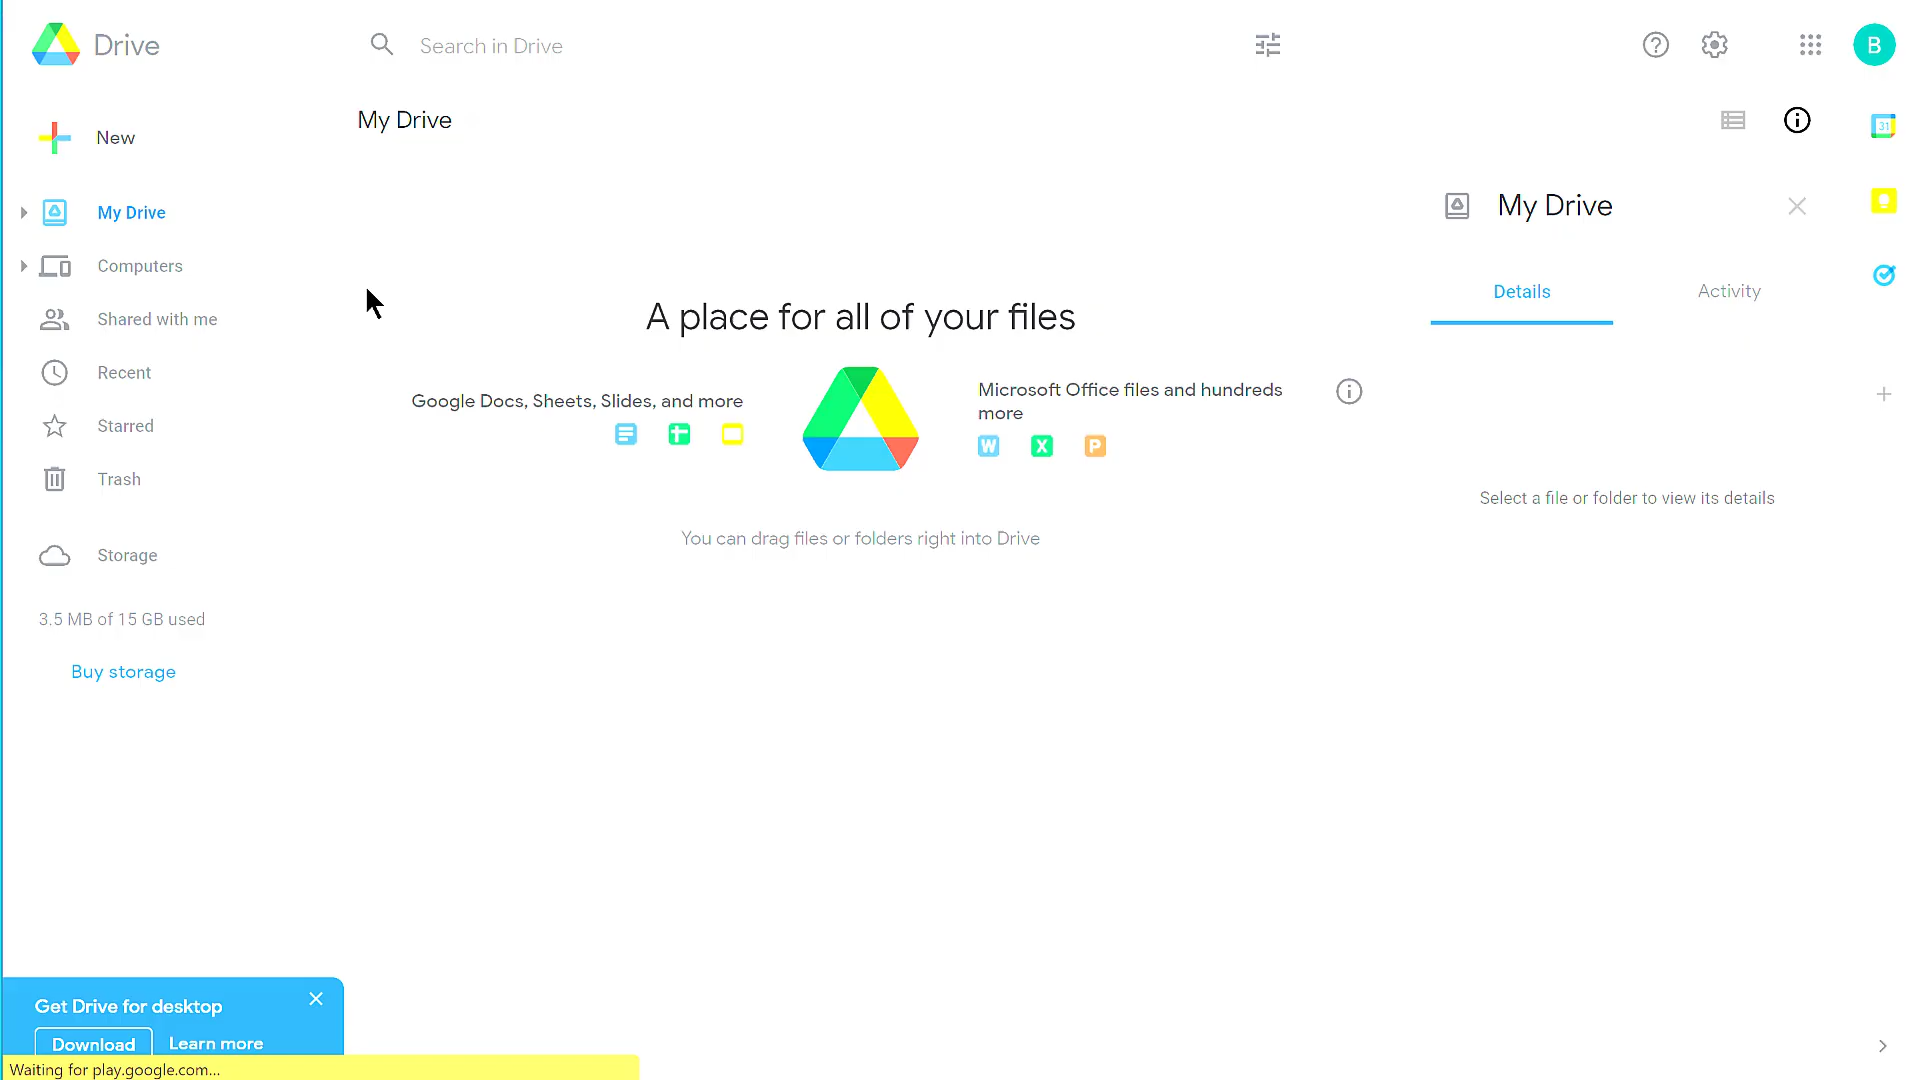 Drive
Search in Drive
B
New
My Drive
31
My Drive
My Drive
Computers
Details
Activity
Shared with me
A place for all of your files
Recent
Google Docs, Sheets, Slides, and more
Microsoft Office files and hundreds
more
W
X
P
Starred
Trash
Select a file or folder to view its details
You can drag files or folders right into Drive
Storage
3.5 MB of 15 GB used
Buy storage
Get Drive for desktop
Download
Learn more
Waiting for play.google.com...